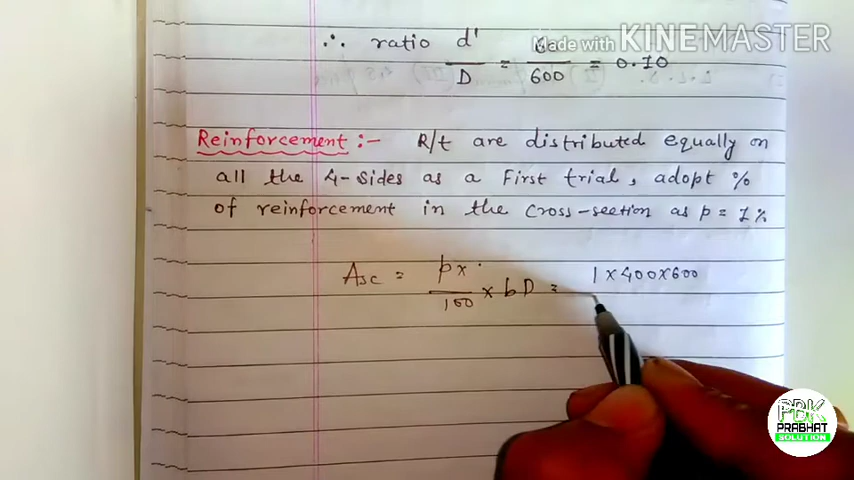 ∴ ratio d'/D = 6/600 = 0.10
Made with KINEMASTER
Reinforcement :- R/t are distributed equally on
all the 4-sides as a first trial, adopt %
of reinforcement in the cross-section as p = 1%
Asc = px/100 x bD = 1 x 400 x 600
PBK
PRABHAT
SOLUTION